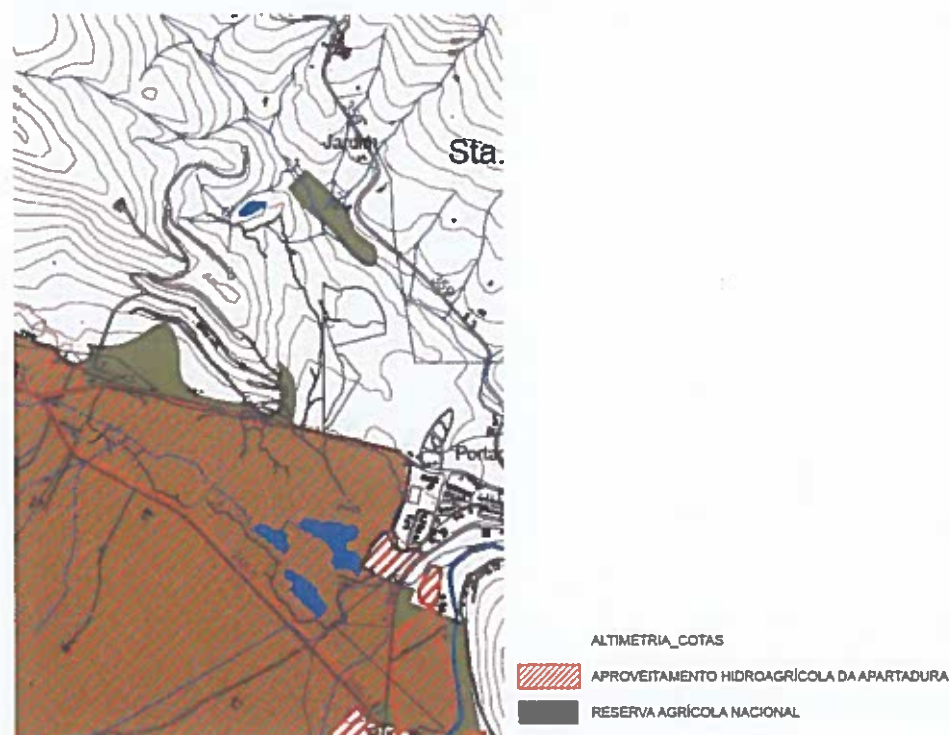 Jardim
Sta.
Porta
ALTIMETRIA_COTAS
APROVEITAMENTO HIDROAGRÍCOLA DA APARTADURA
RESERVA AGRÍCOLA NACIONAL